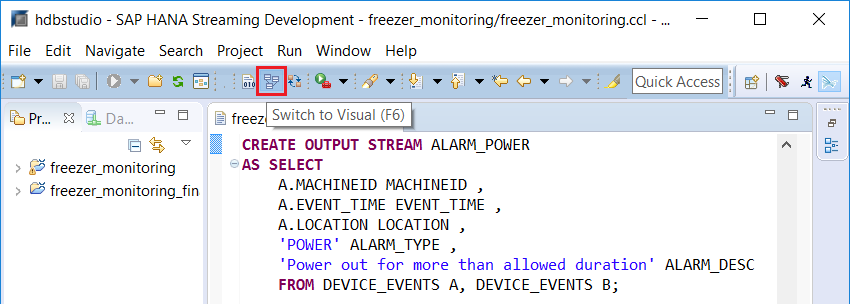 hdbstudio - SAP HANA Streaming Development - freezer_monitoring/freezer_monitoring.ccl - ...
File Edit Navigate Search Project Run Window Help
010 Quick Access
Pr... Da...
freeze
Switch to Visual (F6)
freezer_monitoring
freezer_monitoring_fin
CREATE OUTPUT STREAM ALARM_POWER
AS SELECT
A.MACHINEID MACHINEID ,
A.EVENT_TIME EVENT_TIME ,
A.LOCATION LOCATION ,
'POWER' ALARM_TYPE ,
'Power out for more than allowed duration' ALARM_DESC
FROM DEVICE_EVENTS A, DEVICE_EVENTS B;